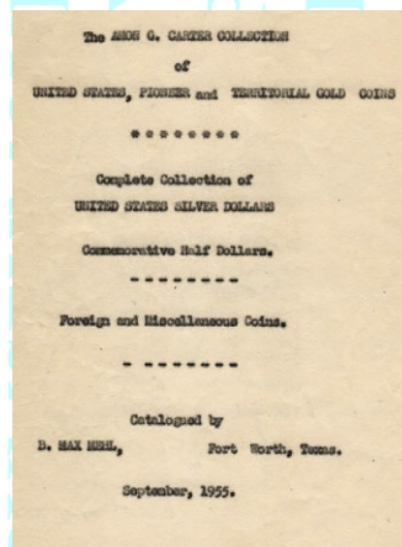 The AMON G. CARTER COLLECTION
of
UNITED STATES, PIONEER and TERRITORIAL GOLD COINS
* * * * * * * *
Complete Collection of
UNITED STATES SILVER DOLLARS
Commemorative Half Dollars.
- - - - - - - -
Foreign and Miscellaneous Coins.
- - - - - - - -
Catalogued by
B. MAX MEHL, Fort Worth, Texas.
September, 1955.